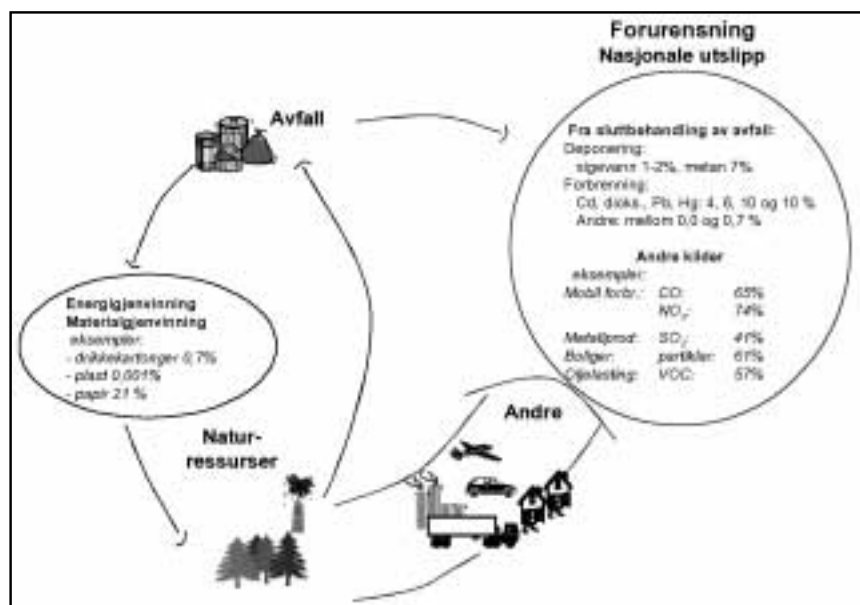 Forurensning
Nasjonale utslipp
Avfall
Fra sluttbehandling av avfall:
Deponering:
sigevann 1-2%, metan 7%
Forbrenning:
Cd, dioks., Pb, Hg: 4, 6, 10 og 10 %
Andre: mellom 0,0 og 0,7 %
Andre kilder
eksempler:
Mobil forbr.: CO: 65%
NOx: 74%
Metallprod: SO2: 41%
Boliger: partikler: 61%
Oljelasting: VOC: 57%
Energigjenvinning
Materialgjenvinning
eksempler:
- drikkekartonger 0,7%
- plast 0,001%
- papir 21 %
Andre
Natur-
ressurser